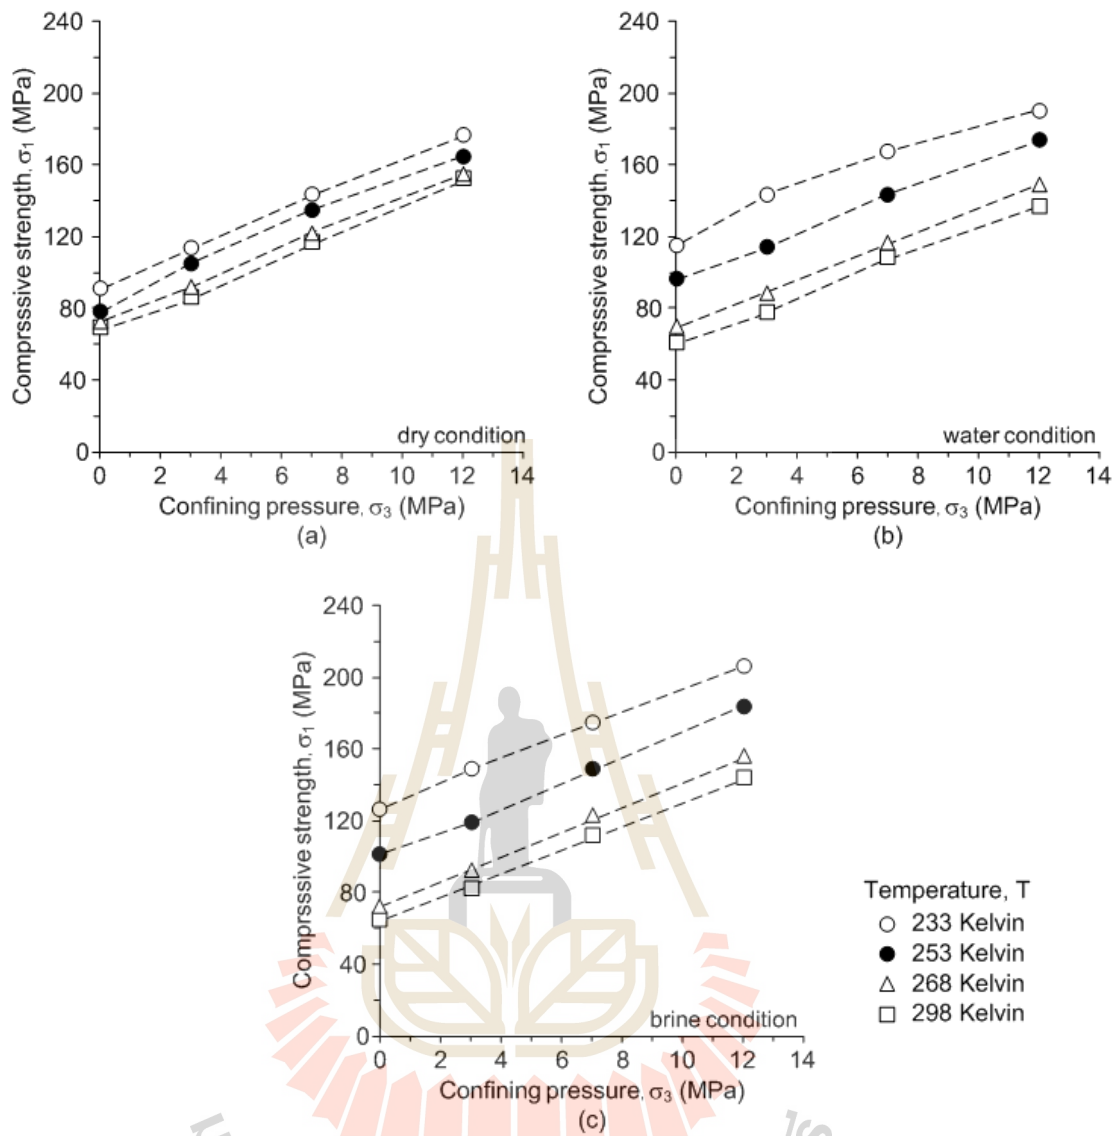 240
200
160
120
80
40
0
Comprsssive strength, σ1 (MPa)
dry condition
0 2 4 6 8 10 12 14
Confining pressure, σ3 (MPa)
(a)
240
200
160
120
80
40
0
Comprsssive strength, σ1 (MPa)
water condition
0 2 4 6 8 10 12 14
Confining pressure, σ3 (MPa)
(b)
240
200
160
120
80
40
0
Comprsssive strength, σ1 (MPa)
brine condition
0 2 4 6 8 10 12 14
Confining pressure, σ3 (MPa)
(c)
Temperature, T
233 Kelvin
253 Kelvin
268 Kelvin
298 Kelvin